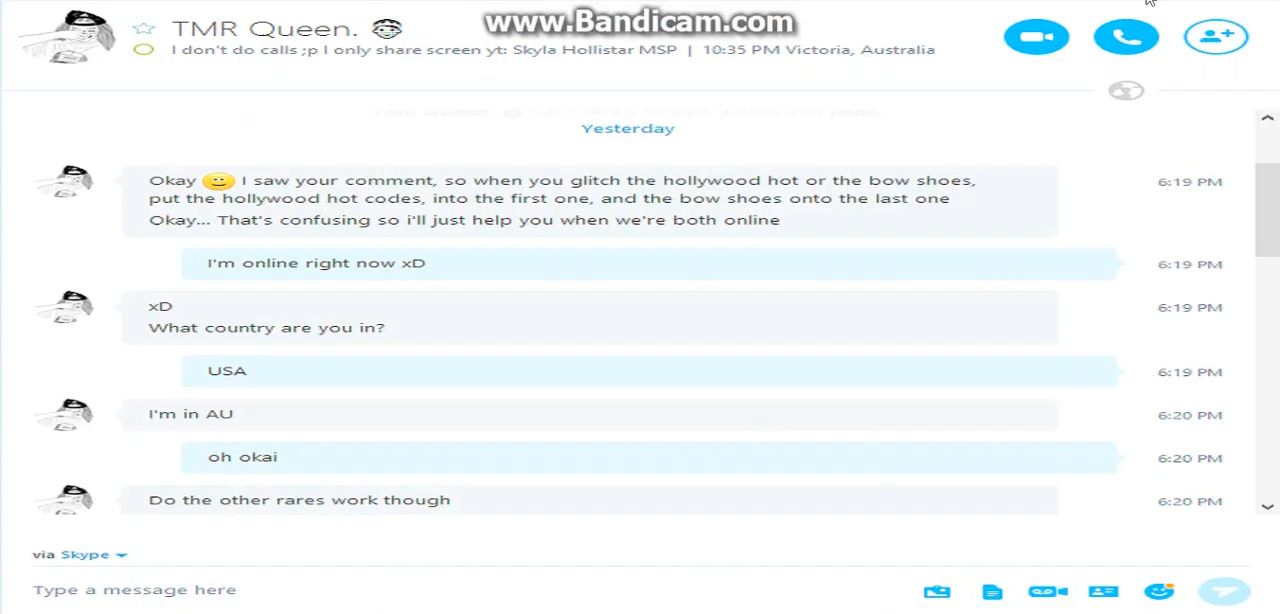 www.Bandicam.com
TMR Queen.
I don't do calls ;p I only share screen yt: Skyla Hollistar MSP | 10:35 PM Victoria, Australia
Yesterday
Okay I saw your comment, so when you glitch the hollywood hot or the bow shoes,
put the hollywood hot codes, into the first one, and the bow shoes onto the last one
Okay... That's confusing so i'll just help you when we're both online
6:19 PM
I'm online right now xD
6:19 PM
xD
What country are you in?
6:19 PM
USA
6:19 PM
I'm in AU
6:20 PM
oh okai
6:20 PM
Do the other rares work though
6:20 PM
via Skype
Type a message here